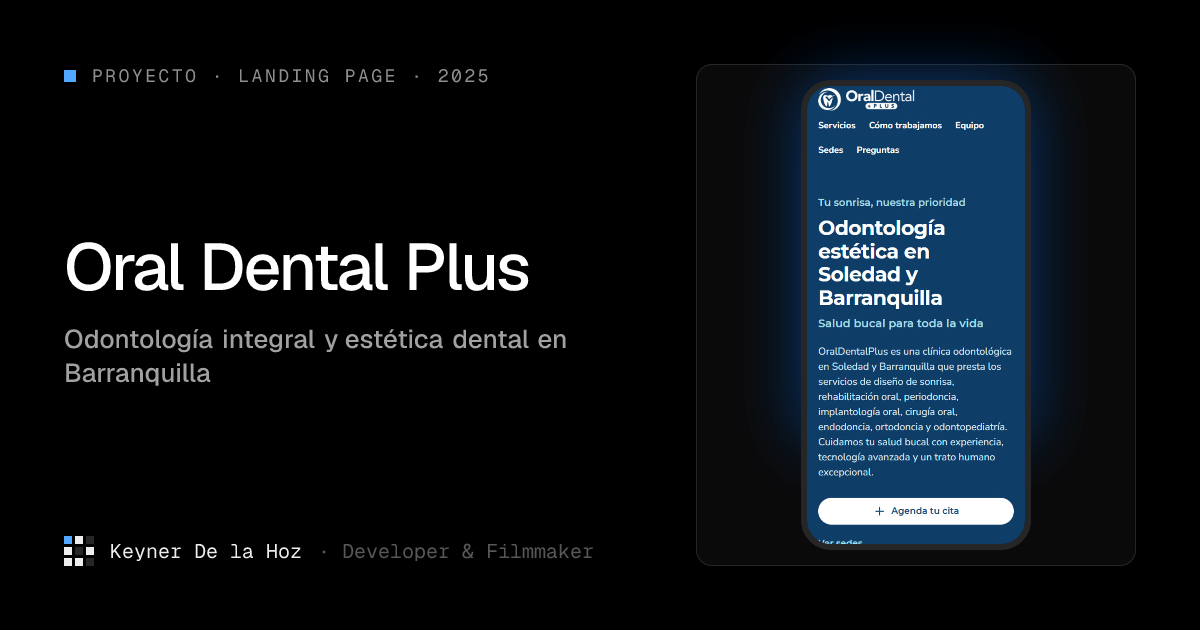 PROYECTO · LANDING PAGE · 2025
Oral Dental Plus
Odontología integral y estética dental en
Barranquilla
Keyner De la Hoz · Developer & Filmmaker
OralDental
+PLUS
Servicios Cómo trabajamos Equipo
Sedes Preguntas
Tu sonrisa, nuestra prioridad
Odontología
estética en
Soledad y
Barranquilla
Salud bucal para toda la vida
OralDentalPlus es una clínica odontológica
en Soledad y Barranquilla que presta los
servicios de diseño de sonrisa,
rehabilitación oral, periodoncia,
implantología oral, cirugía oral,
endodoncia, ortodoncia y odontopediatría.
Cuidamos tu salud bucal con experiencia,
tecnología avanzada y un trato humano
excepcional.
+ Agenda tu cita
Ver sedes